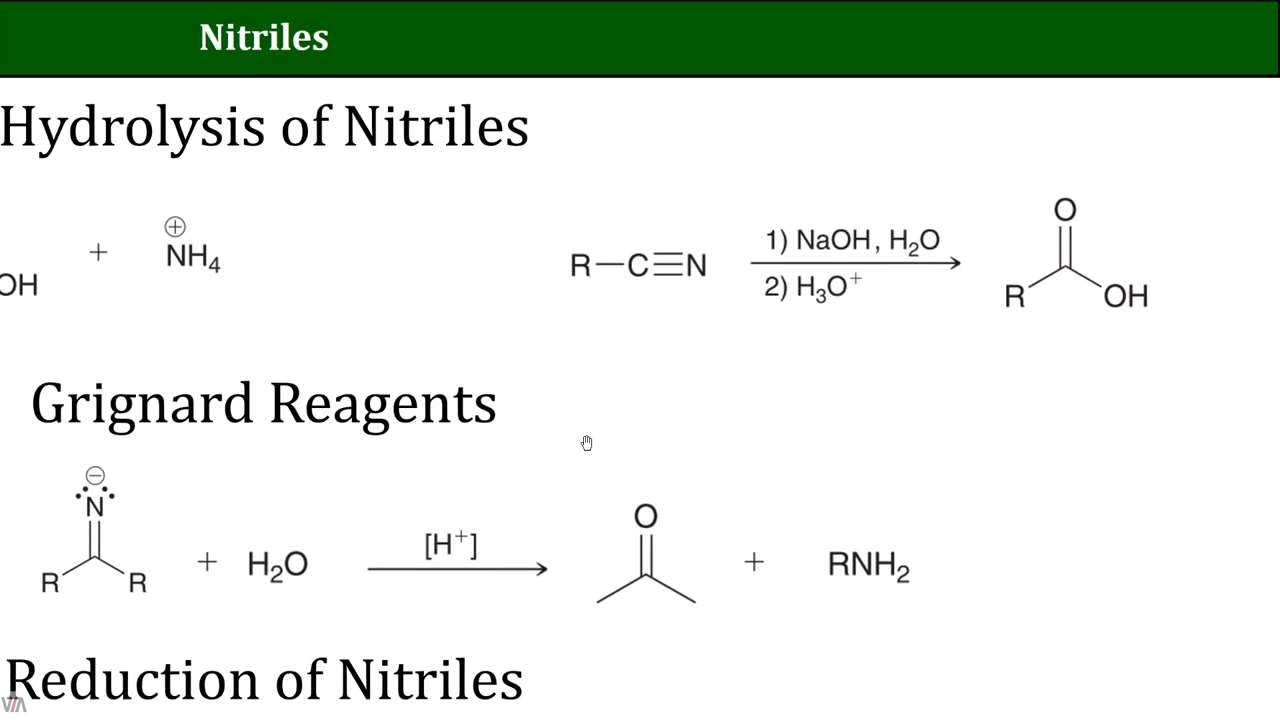 Nitriles
Hydrolysis of Nitriles
OH + ⊕NH₄
R–C≡N 1) NaOH, H₂O 2) H₃O⁺ O R OH
Grignard Reagents
⊖ N R R + H₂O [H⁺] O + RNH₂
Reduction of Nitriles
VIA